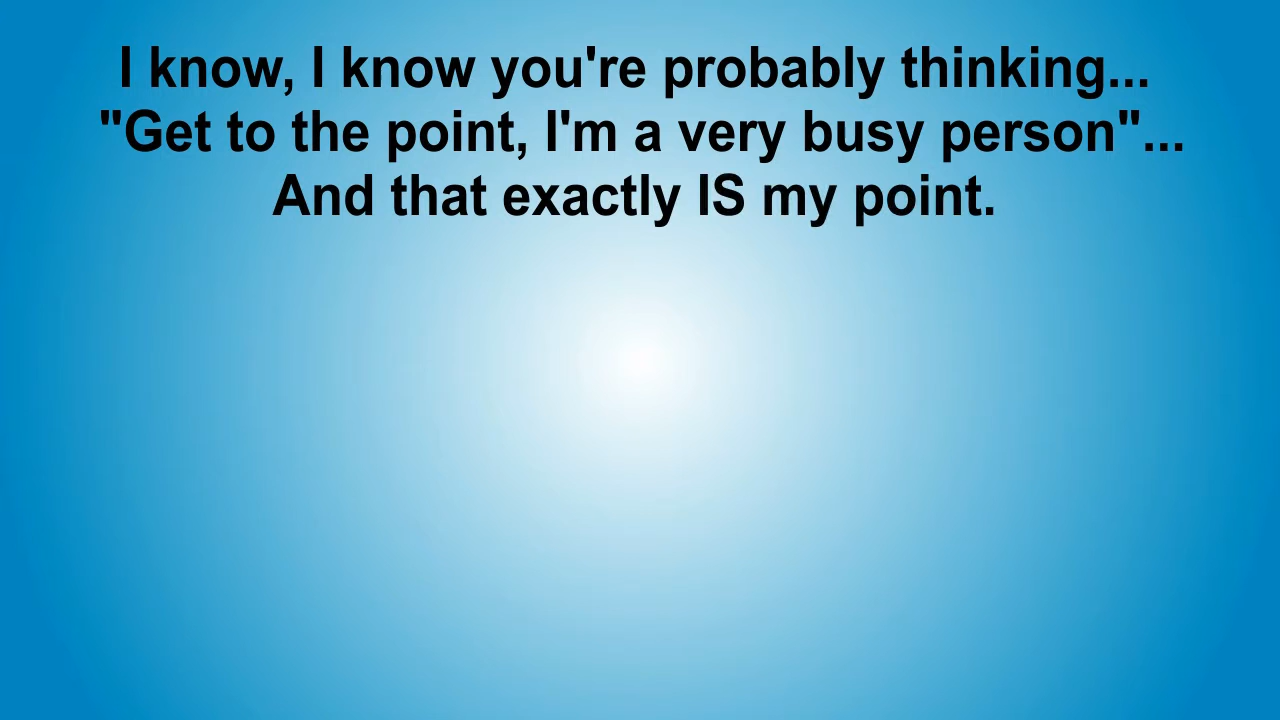 I know, I know you're probably thinking...
"Get to the point, I'm a very busy person"...
And that exactly IS my point.